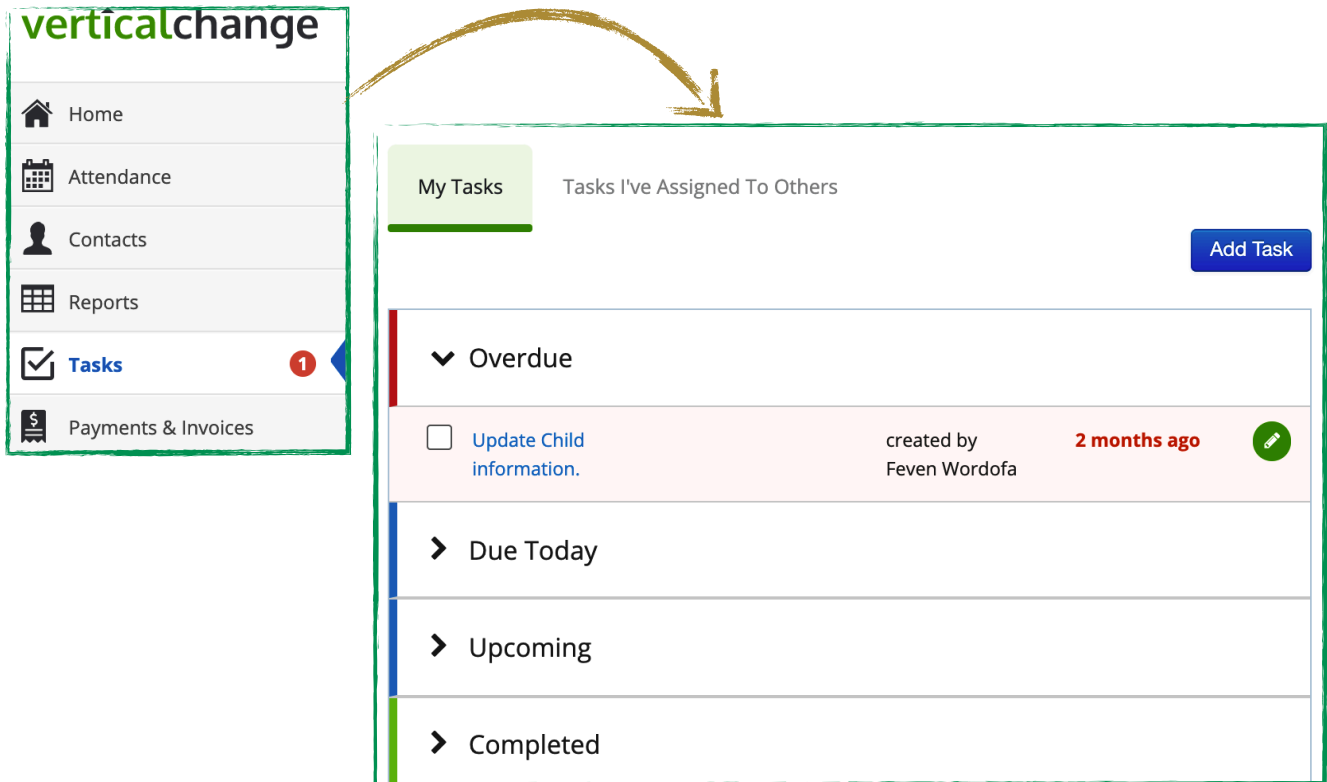 verticalchange
Home
Attendance
Contacts
Reports
Tasks 1
Payments & Invoices
My Tasks Tasks I've Assigned To Others
Add Task
Overdue
Update Child created by 2 months ago
information. Feven Wordofa
Due Today
Upcoming
Completed